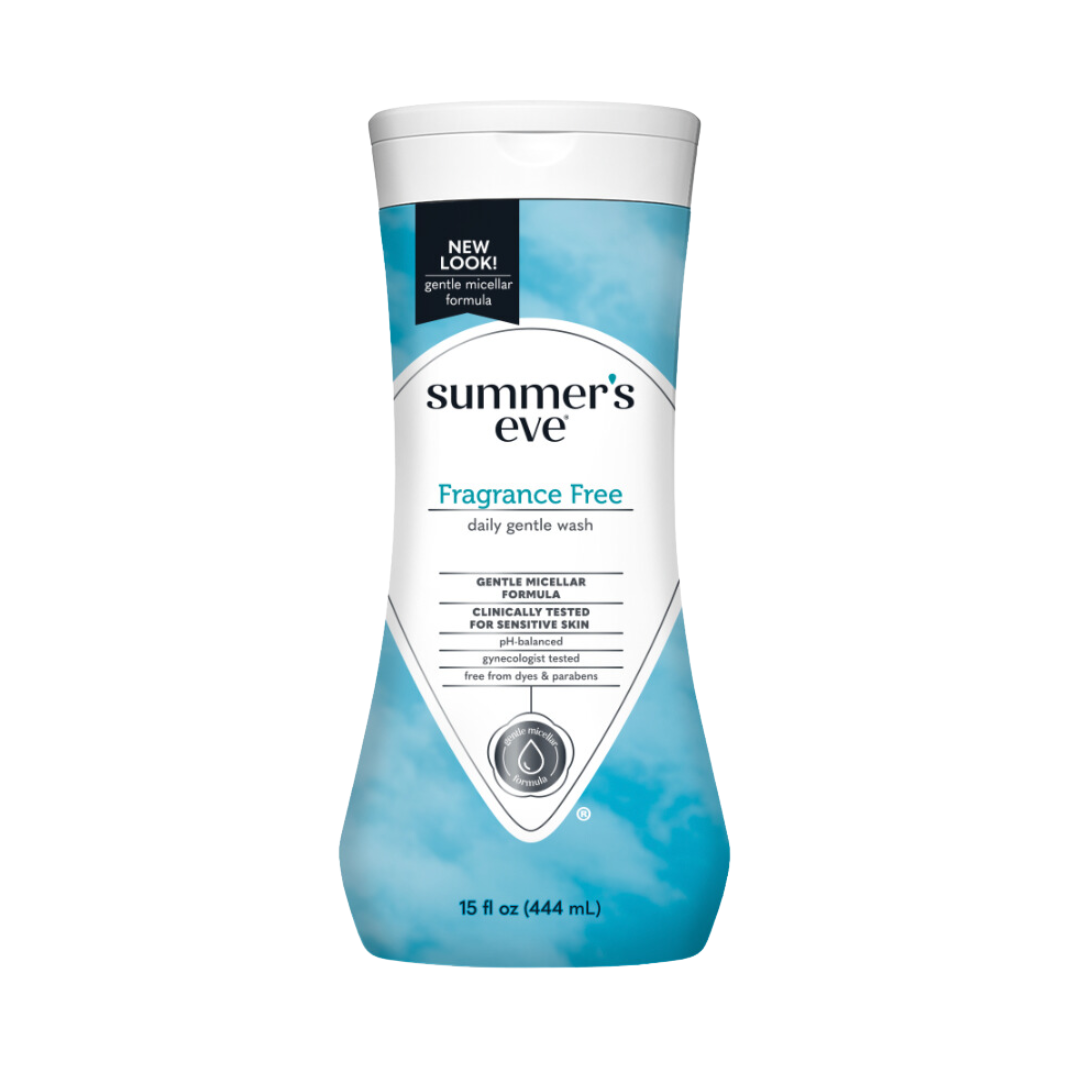 NEW
LOOK!
gentle micellar
formula
summer's
eve®
Fragrance Free
daily gentle wash
GENTLE MICELLAR
FORMULA
CLINICALLY TESTED
FOR SENSITIVE SKIN
pH-balanced
gynecologist tested
free from dyes & parabens
gentle micellar
formula
®
15 fl oz (444 mL)